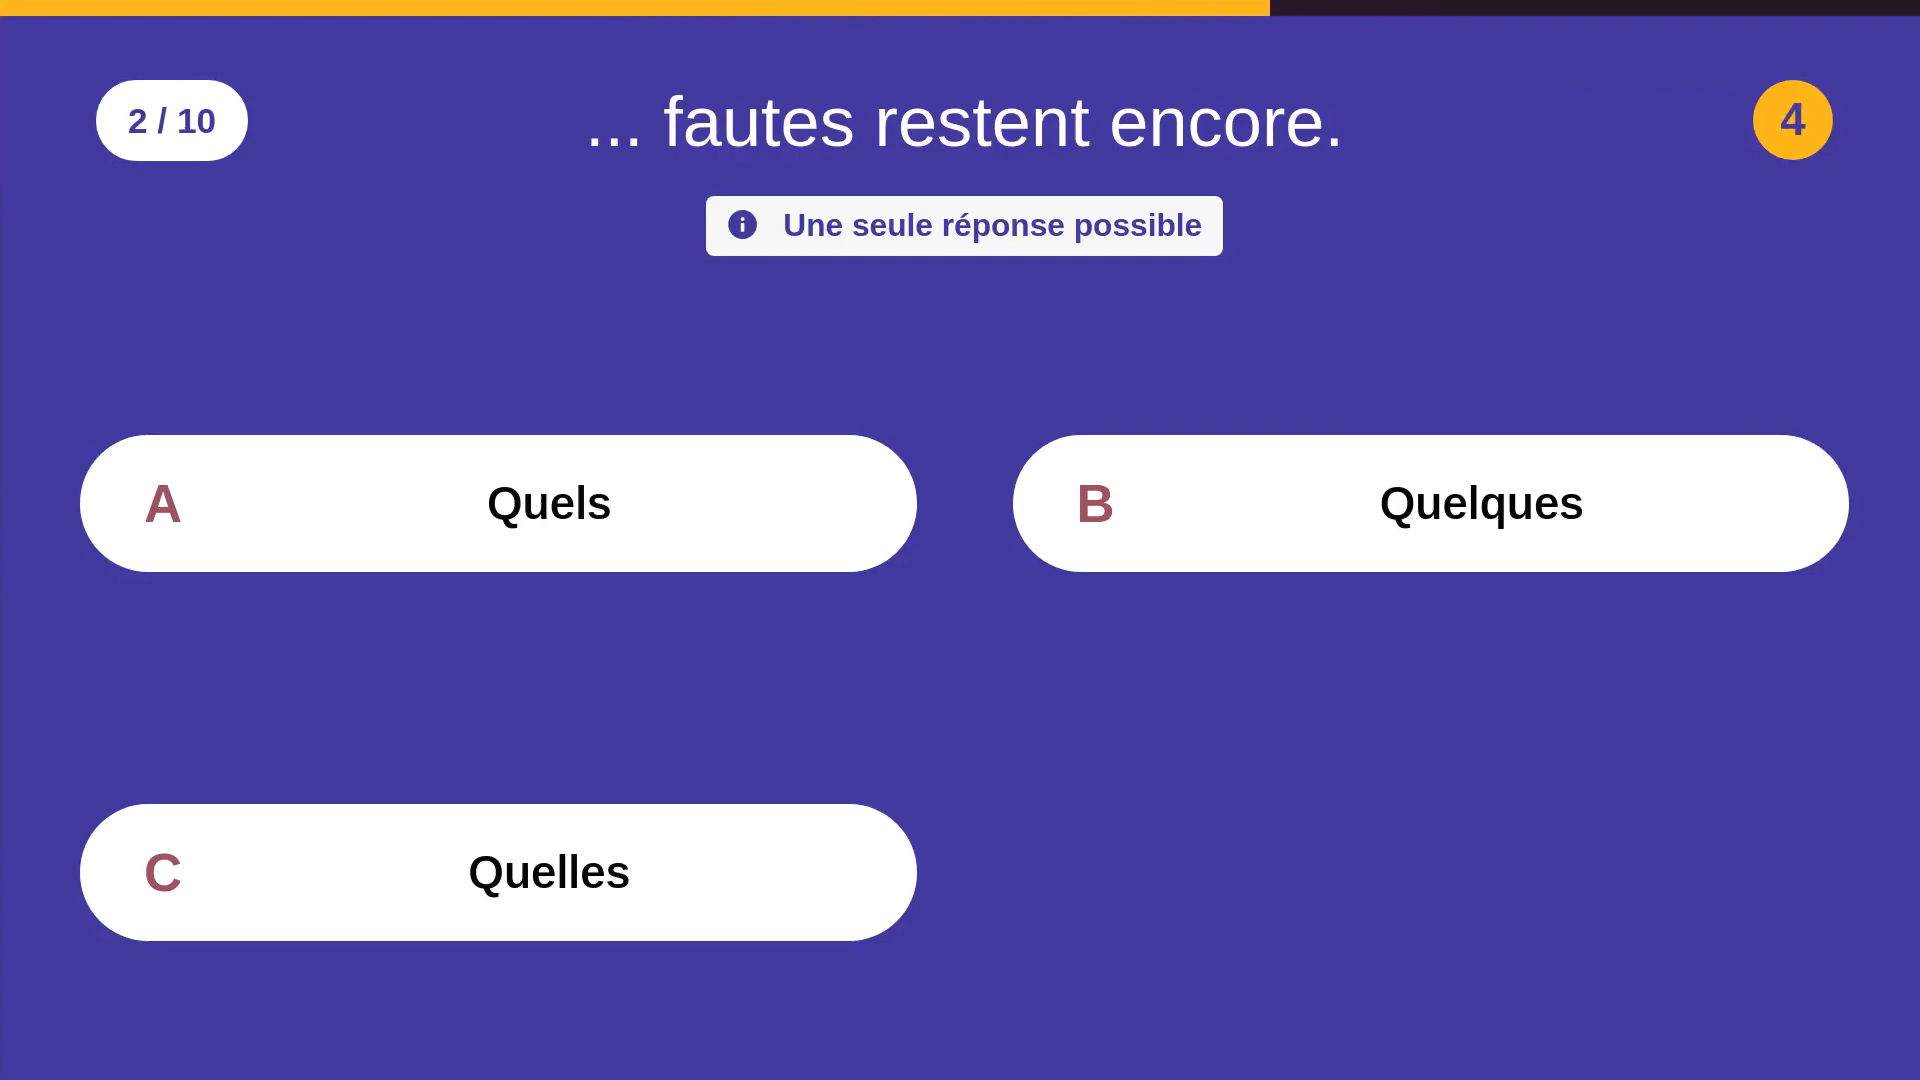 2 / 10
... fautes restent encore.
4
Une seule réponse possible
A Quels
B Quelques
C Quelles